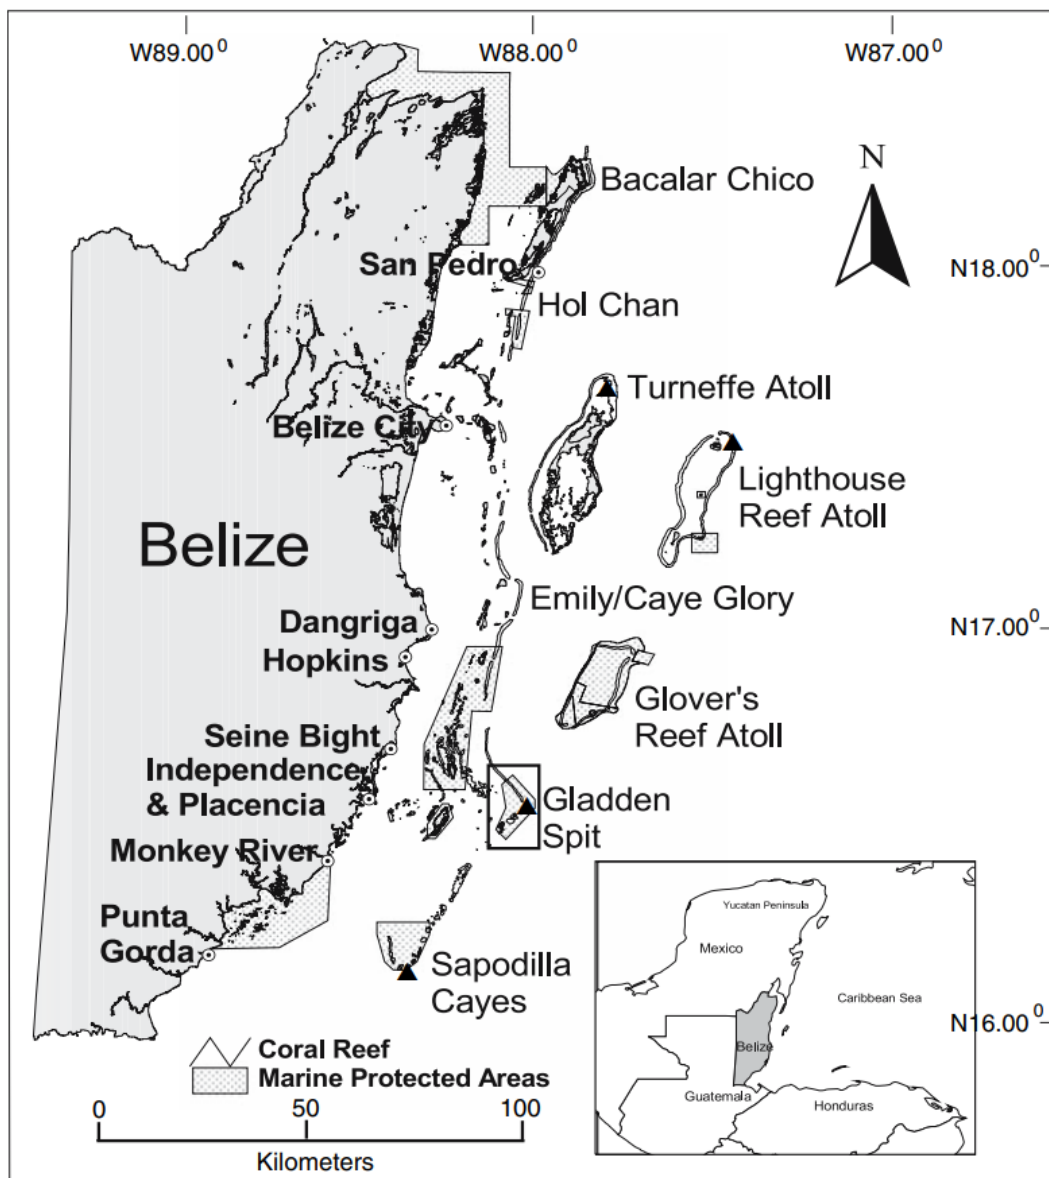 W89.00⁰
W88.00⁰
W87.00⁰
N
Bacalar Chico
San Pedro
N18.00⁰
Hol Chan
Turneffe Atoll
Belize City
Lighthouse
Reef Atoll
Belize
Emily/Caye Glory
Dangriga
N17.00⁰
Hopkins
Glover's
Reef Atoll
Seine Bight
Independence
& Placencia
Gladden
Spit
Monkey River
Punta
Gorda
Sapodilla
Cayes
Yucatan Peninsula
Mexico
Caribbean Sea
N16.00⁰
Belize
Guatemala
Honduras
Coral Reef
Marine Protected Areas
0
50
100
Kilometers